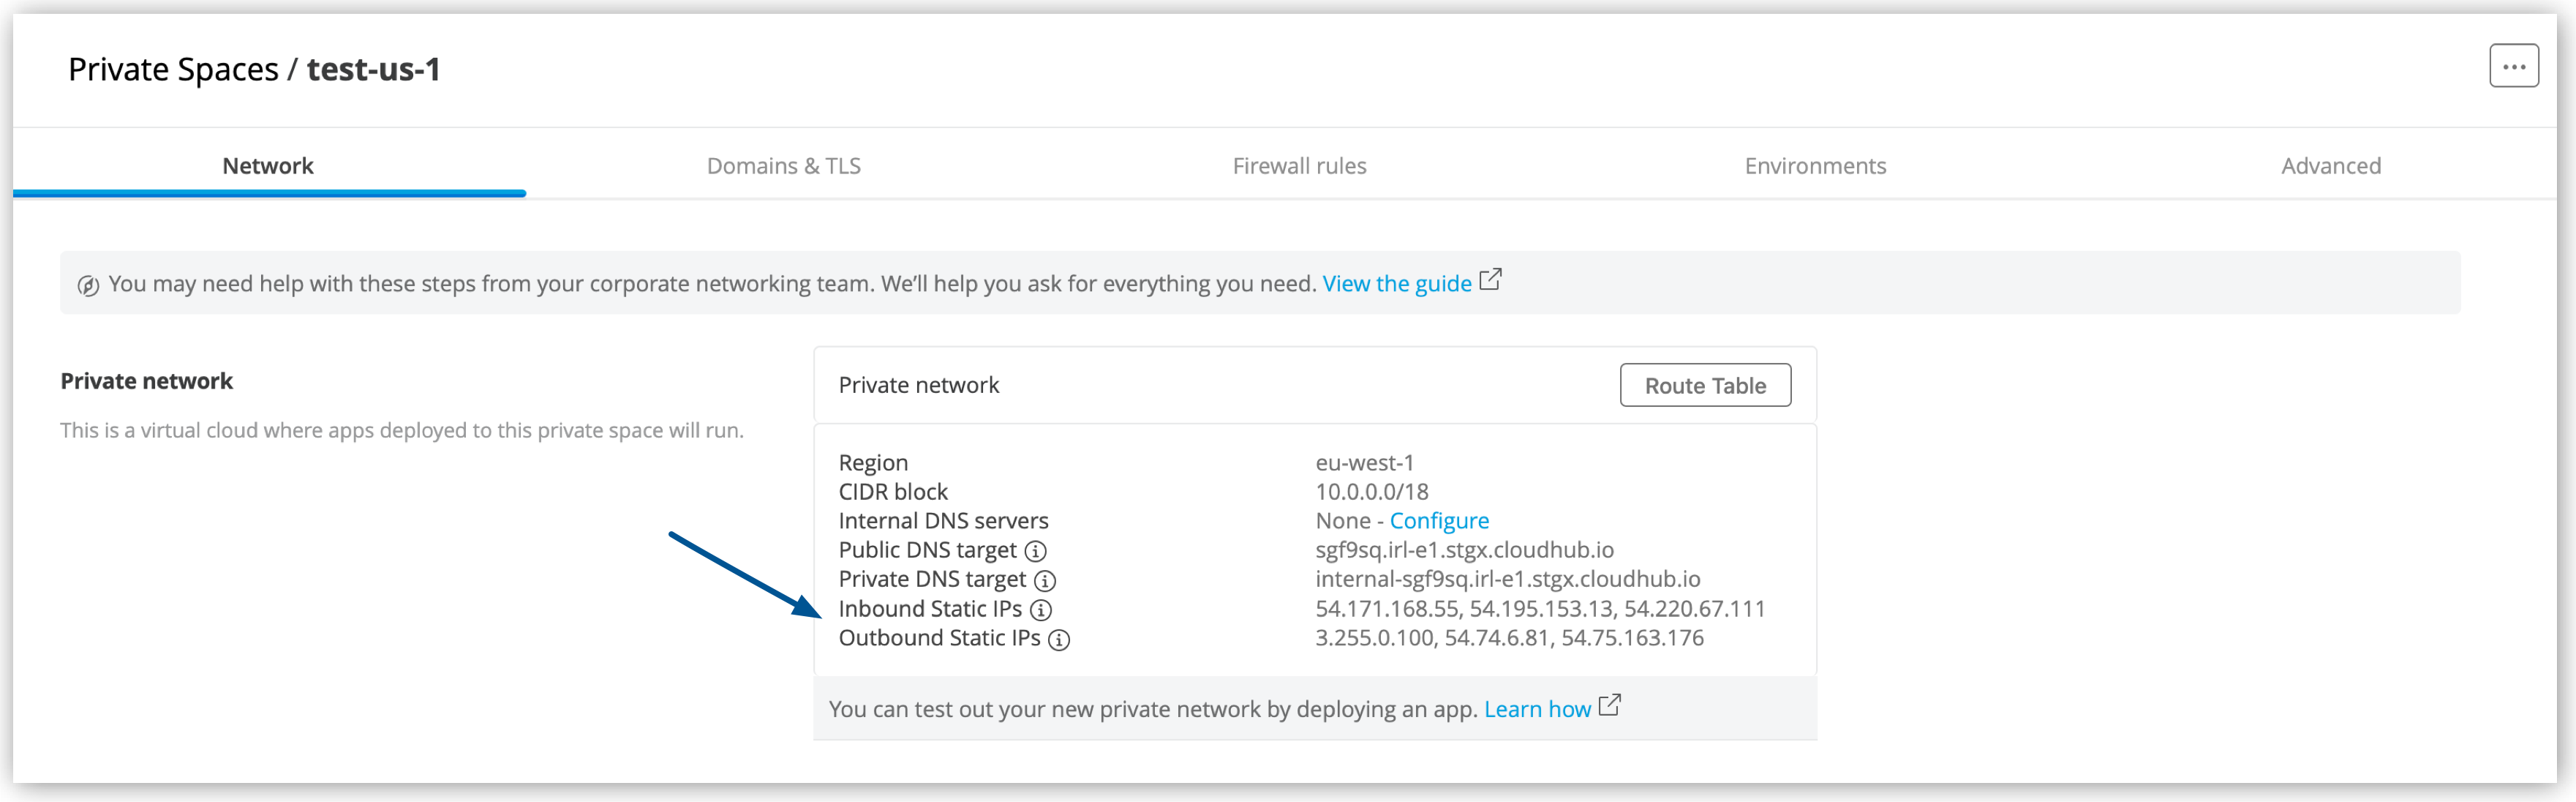 Private Spaces / test-us-1
...
Network Domains & TLS Firewall rules Environments Advanced
You may need help with these steps from your corporate networking team. We’ll help you ask for everything you need. View the guide
Private network
This is a virtual cloud where apps deployed to this private space will run.
Private network Route Table
Region eu-west-1
CIDR block 10.0.0.0/18
Internal DNS servers None - Configure
Public DNS target sgf9sq.irl-e1.stgx.cloudhub.io
Private DNS target internal-sgf9sq.irl-e1.stgx.cloudhub.io
Inbound Static IPs 54.171.168.55, 54.195.153.13, 54.220.67.111
Outbound Static IPs 3.255.0.100, 54.74.6.81, 54.75.163.176
You can test out your new private network by deploying an app. Learn how